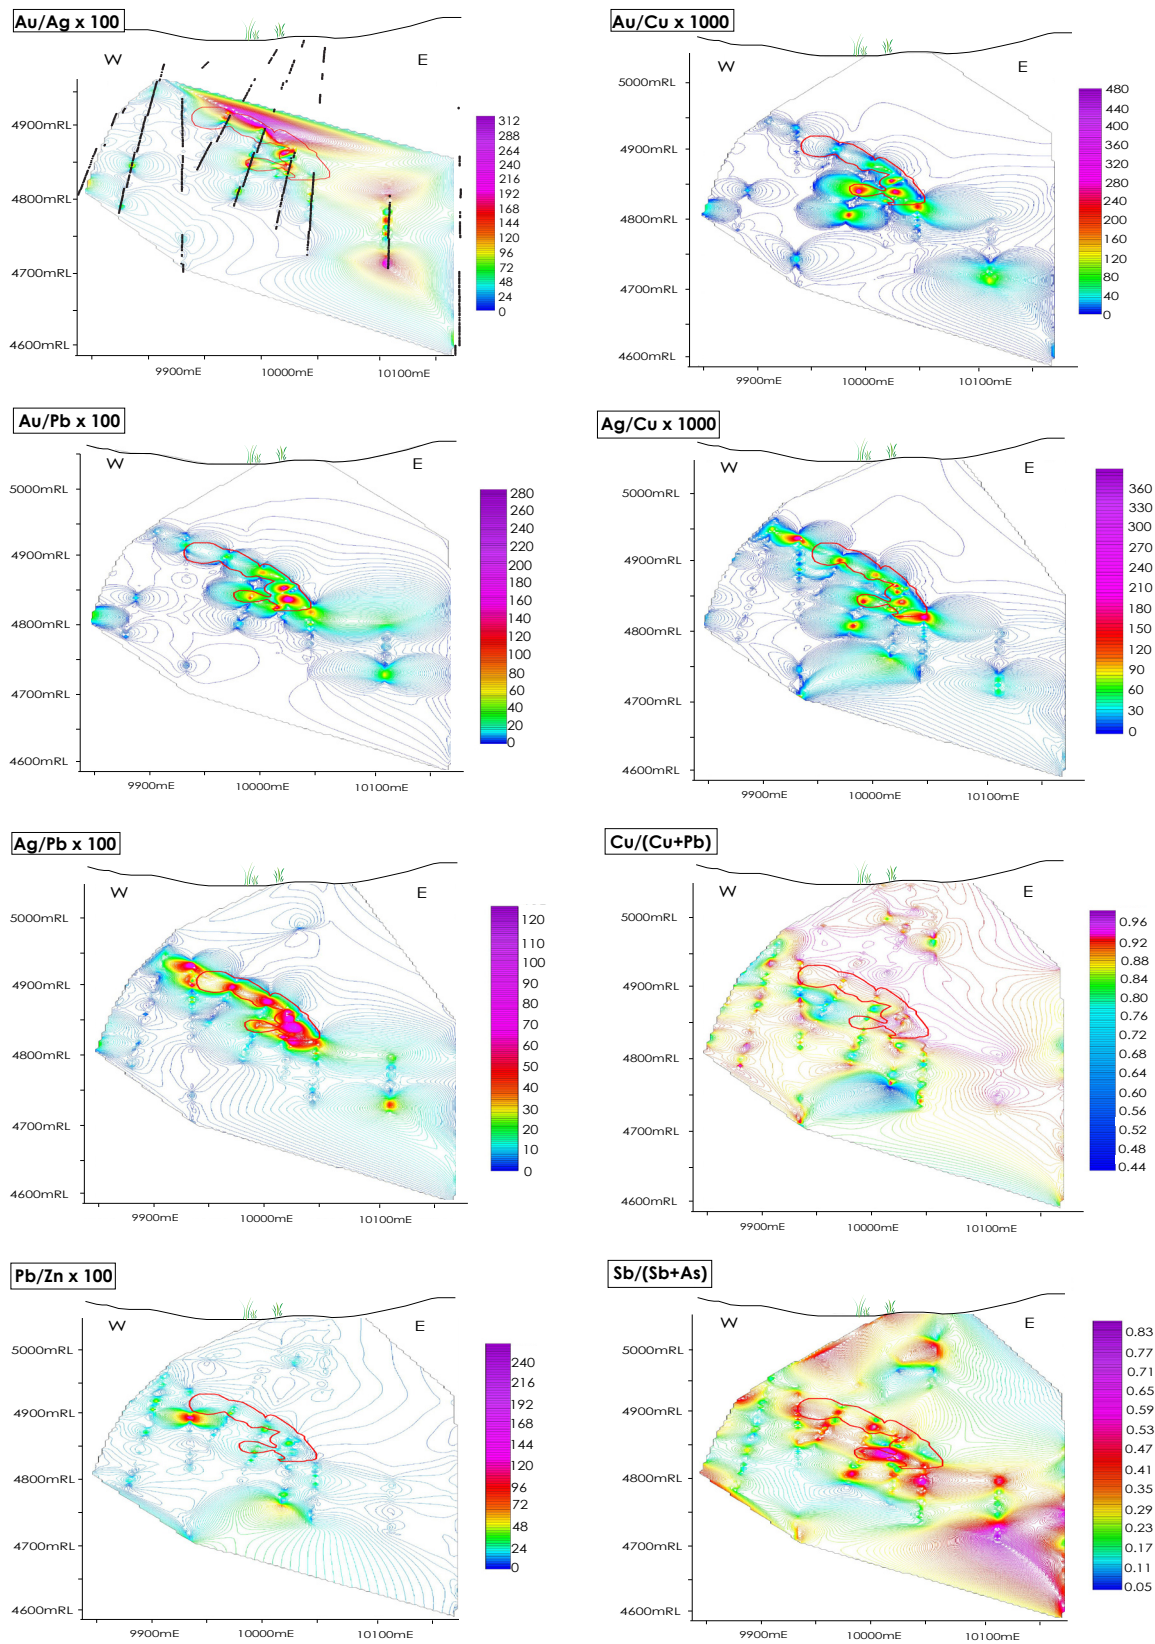 Au/Ag x 100
W
E
4900mRL
4800mRL
4700mRL
4600mRL
9900mE
10000mE
10100mE
312
288
264
240
216
192
168
144
120
96
72
48
24
0
Au/Cu x 1000
W
E
5000mRL
4900mRL
4800mRL
4700mRL
4600mRL
9900mE
10000mE
10100mE
480
440
400
360
320
280
240
200
160
120
80
40
0
Au/Pb x 100
W
E
5000mRL
4900mRL
4800mRL
4700mRL
4600mRL
9900mE
10000mE
10100mE
280
260
240
220
200
180
160
140
120
100
80
60
40
20
0
Ag/Cu x 1000
W
E
5000mRL
4900mRL
4800mRL
4700mRL
4600mRL
9900mE
10000mE
10100mE
360
330
300
270
240
210
180
150
120
90
60
30
0
Ag/Pb x 100
W
E
5000mRL
4900mRL
4800mRL
4700mRL
4600mRL
9900mE
10000mE
10100mE
120
110
100
90
80
70
60
50
40
30
20
10
0
Cu/(Cu+Pb)
W
E
5000mRL
4900mRL
4800mRL
4700mRL
4600mRL
9900mE
10000mE
10100mE
0.96
0.92
0.88
0.84
0.80
0.76
0.72
0.68
0.64
0.60
0.56
0.52
0.48
0.44
Pb/Zn x 100
W
E
5000mRL
4900mRL
4800mRL
4700mRL
4600mRL
9900mE
10000mE
10100mE
240
216
192
168
144
120
96
72
48
24
0
Sb/(Sb+As)
W
E
5000mRL
4900mRL
4800mRL
4700mRL
4600mRL
9900mE
10000mE
10100mE
0.83
0.77
0.71
0.65
0.59
0.53
0.47
0.41
0.35
0.29
0.23
0.17
0.11
0.05